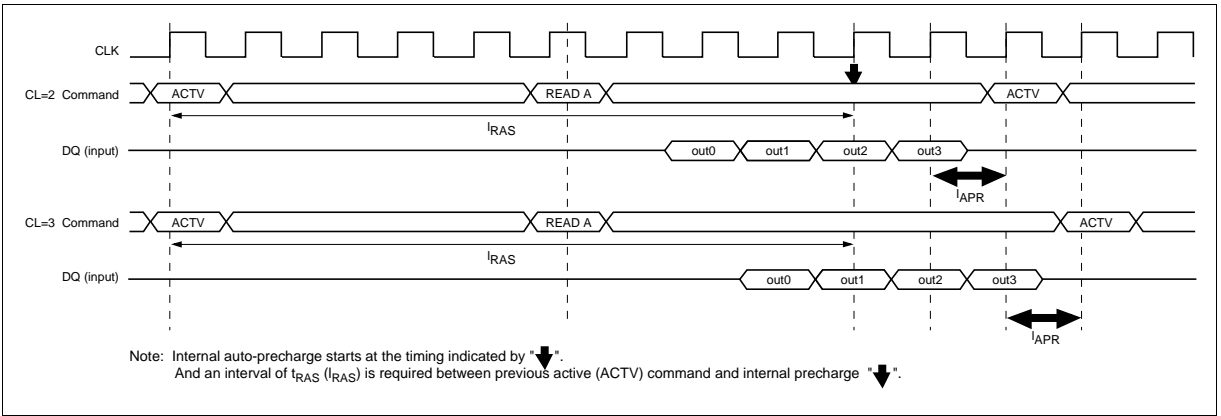 CLK
CL=2 Command ACTV READ A ACTV
lRAS
DQ (input) out0 out1 out2 out3
lAPR
CL=3 Command ACTV READ A ACTV
lRAS
DQ (input) out0 out1 out2 out3
lAPR
Note: Internal auto-precharge starts at the timing indicated by " ".
And an interval of tRAS (lRAS) is required between previous active (ACTV) command and internal precharge " ".